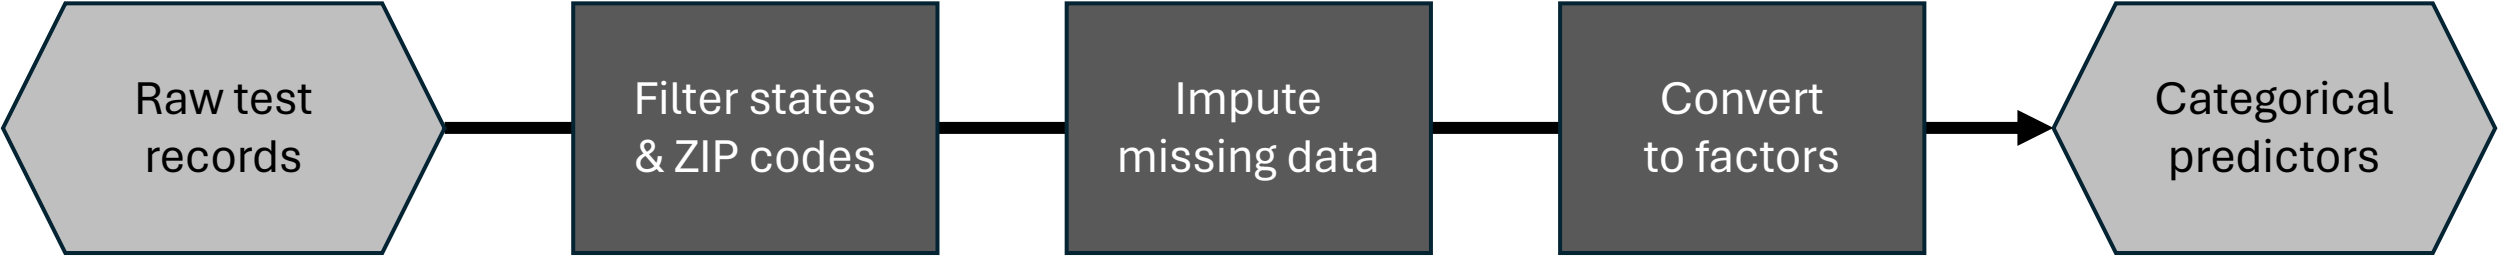 Raw test
records
Filter states
& ZIP codes
Impute
missing data
Convert
to factors
Categorical
predictors